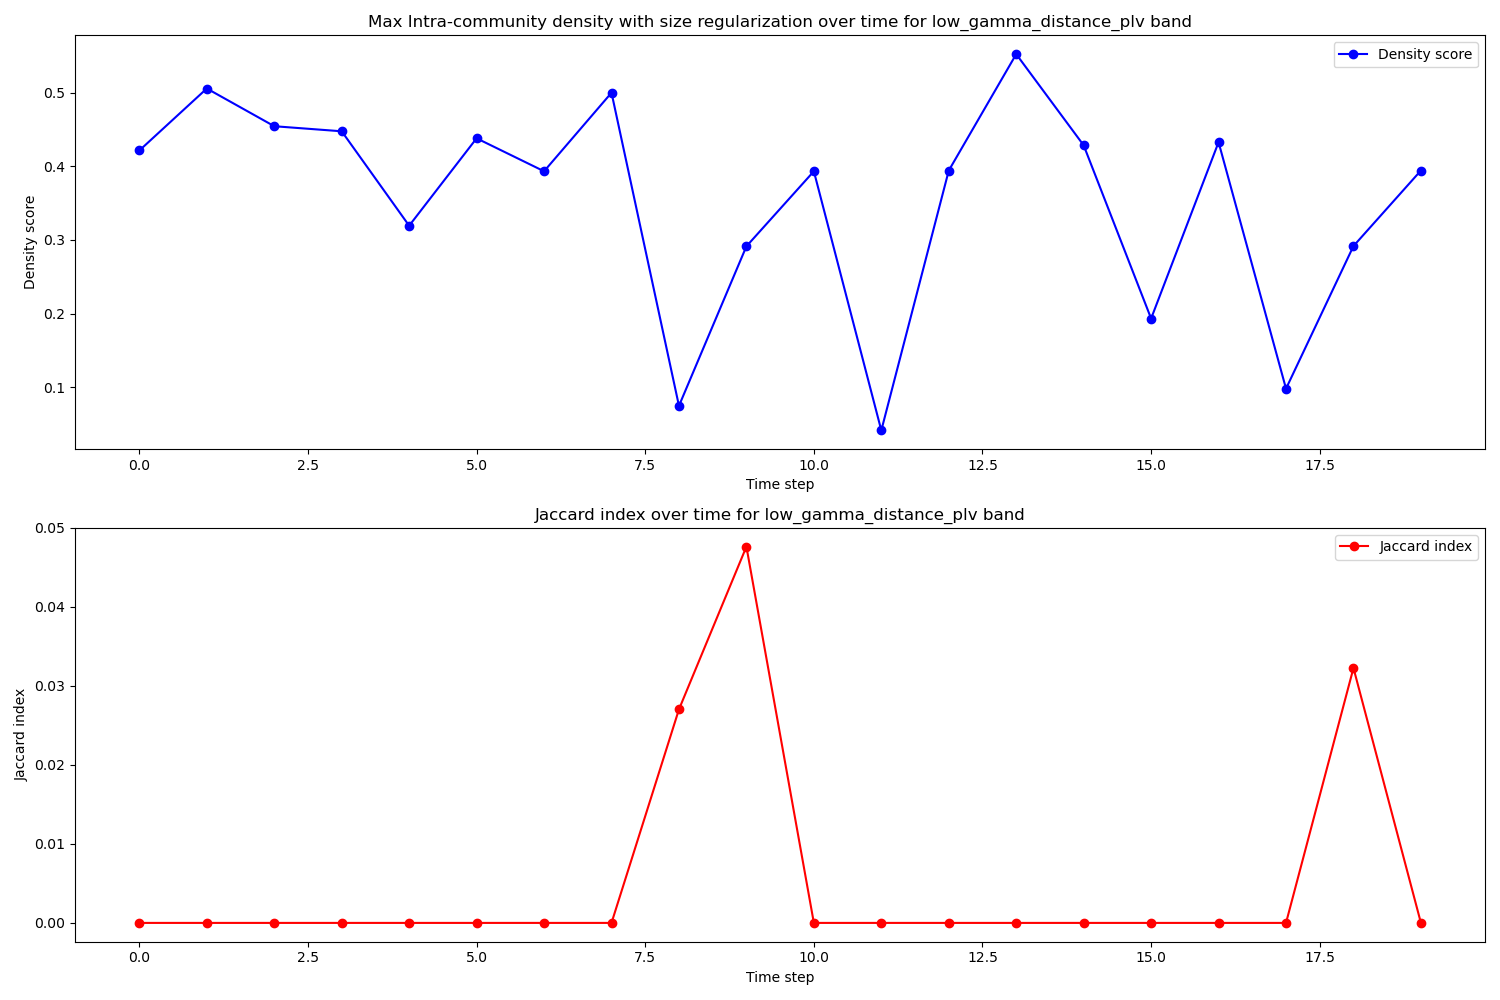 Max Intra-community density with size regularization over time for low_gamma_distance_plv band
Density score
0.5
0.4
0.3
0.2
0.1
Density score
0.0 2.5 5.0 7.5 10.0 12.5 15.0 17.5
Time step
Jaccard index over time for low_gamma_distance_plv band
Jaccard index
0.05
0.04
0.03
0.02
0.01
0.00
Jaccard index
0.0 2.5 5.0 7.5 10.0 12.5 15.0 17.5
Time step